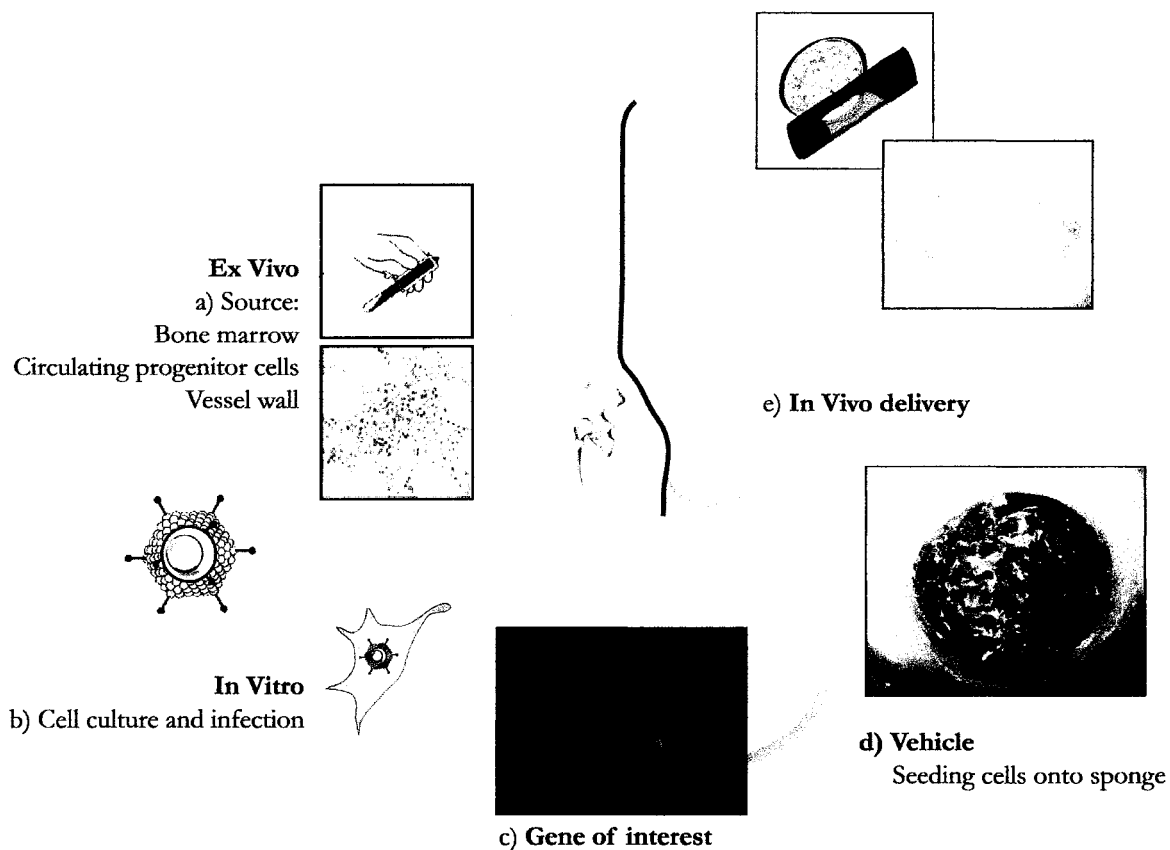 Ex Vivo
a) Source:
Bone marrow
Circulating progenitor cells
Vessel wall
In Vitro
b) Cell culture and infection
c) Gene of interest
d) Vehicle
Seeding cells onto sponge
e) In Vivo delivery